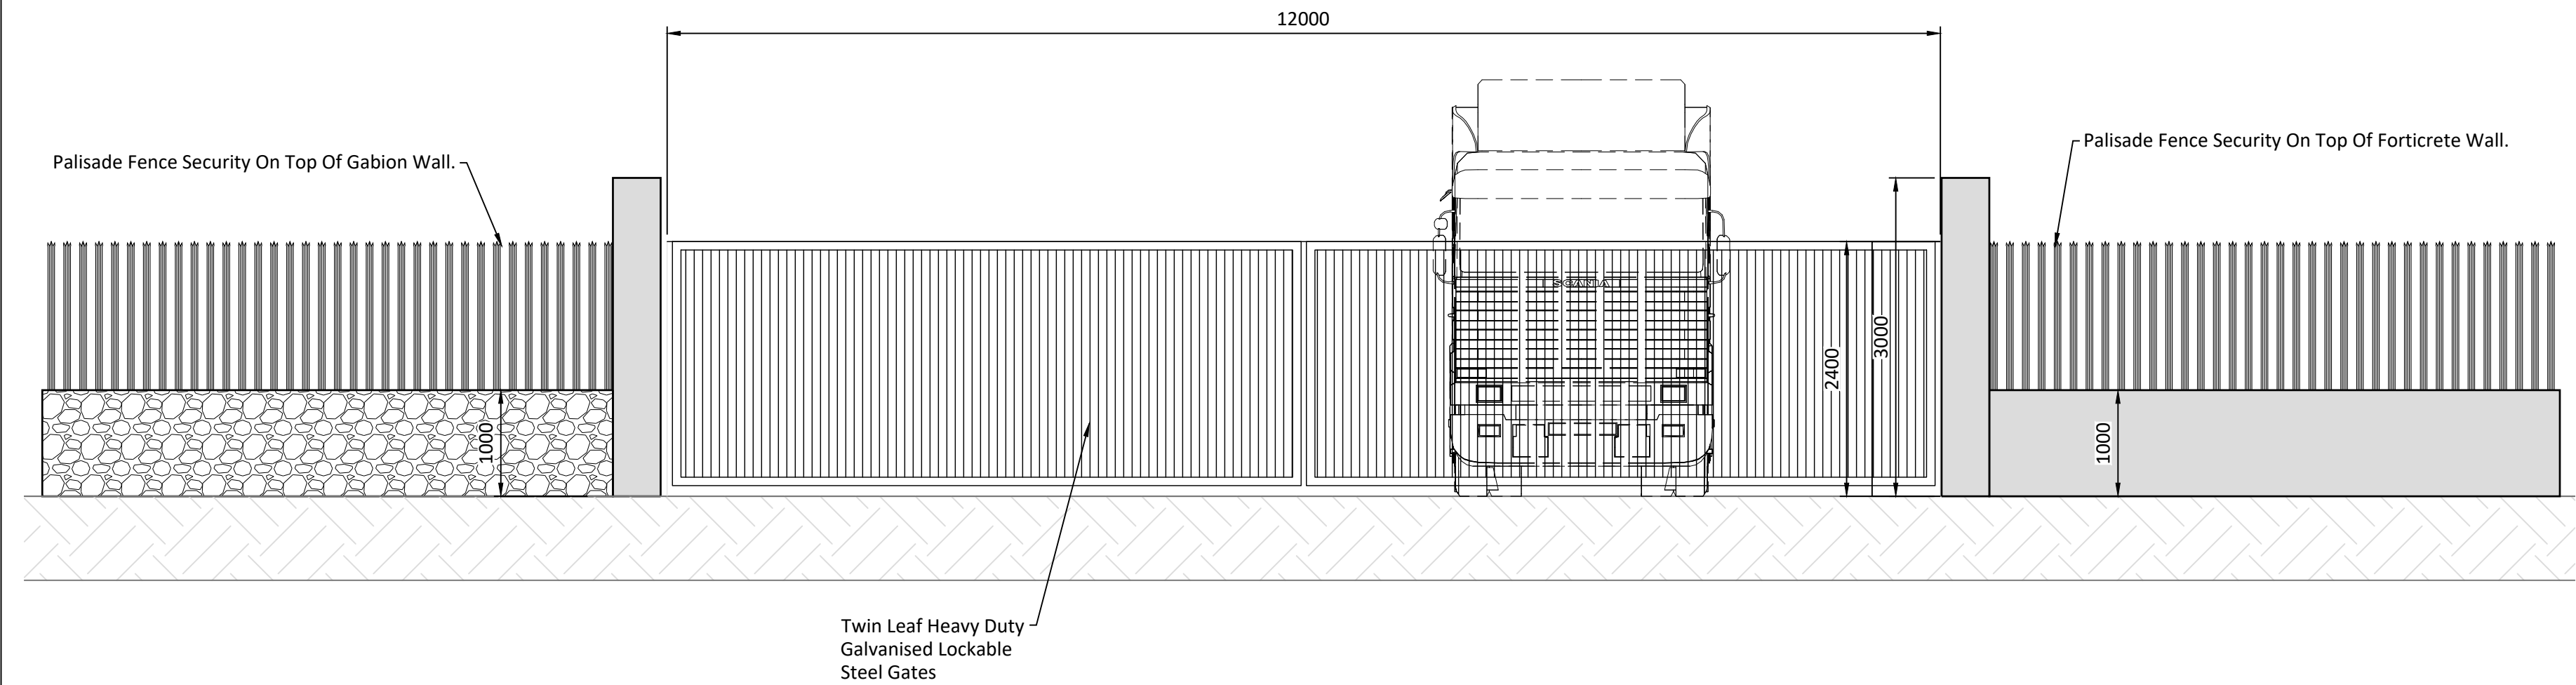 12000
Palisade Fence Security On Top Of Gabion Wall.
Palisade Fence Security On Top Of Forticrete Wall.
SCANIA
3000
2400
1000
1000
Twin Leaf Heavy Duty
Galvanised Lockable
Steel Gates